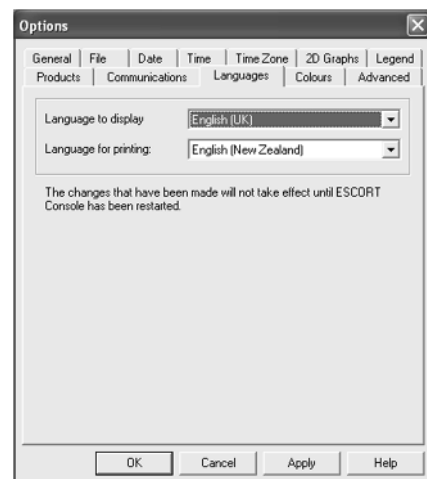 Options
General File Date Time Time Zone 2D Graphs Legend
Products Communications Languages Colours Advanced
Language to display English (UK)
Language for printing: English (New Zealand)
The changes that have been made will not take effect until ESCORT
Console has been restarted.
OK Cancel Apply Help